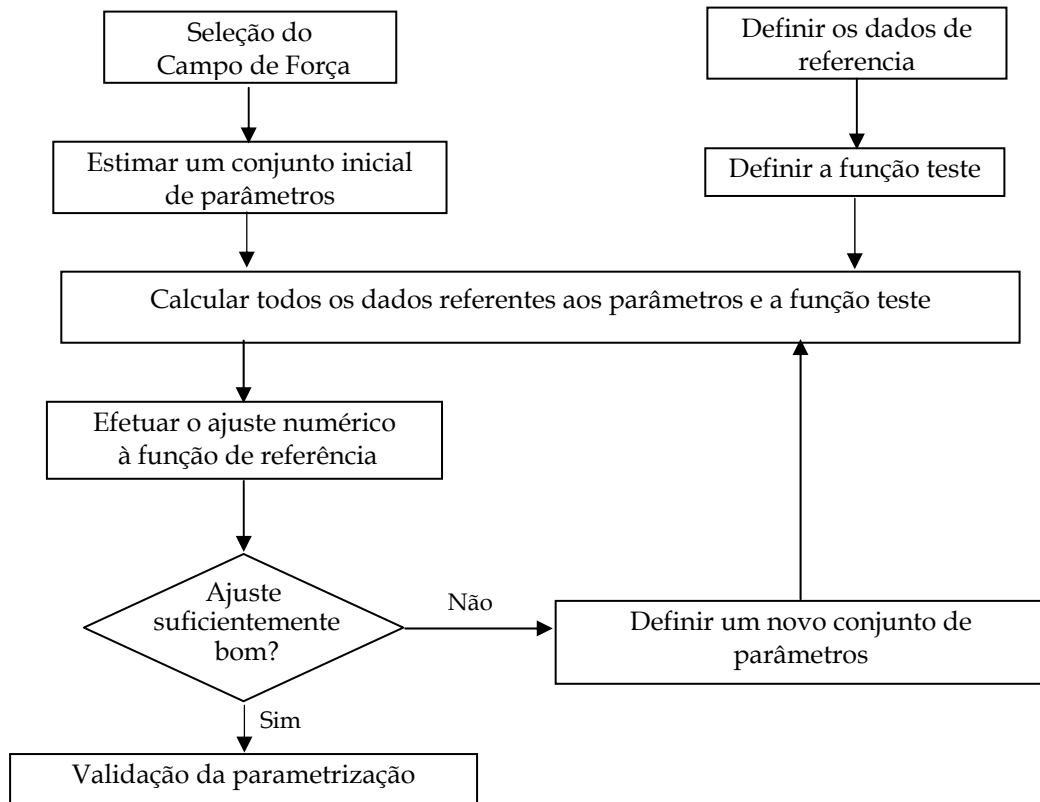 Seleção do
Campo de Força
Definir os dados de
referencia
Estimar um conjunto inicial
de parâmetros
Definir a função teste
Calcular todos os dados referentes aos parâmetros e a função teste
Efetuar o ajuste numérico
à função de referência
Ajuste
suficientemente
bom?
Não
Definir um novo conjunto de
parâmetros
Sim
Validação da parametrização